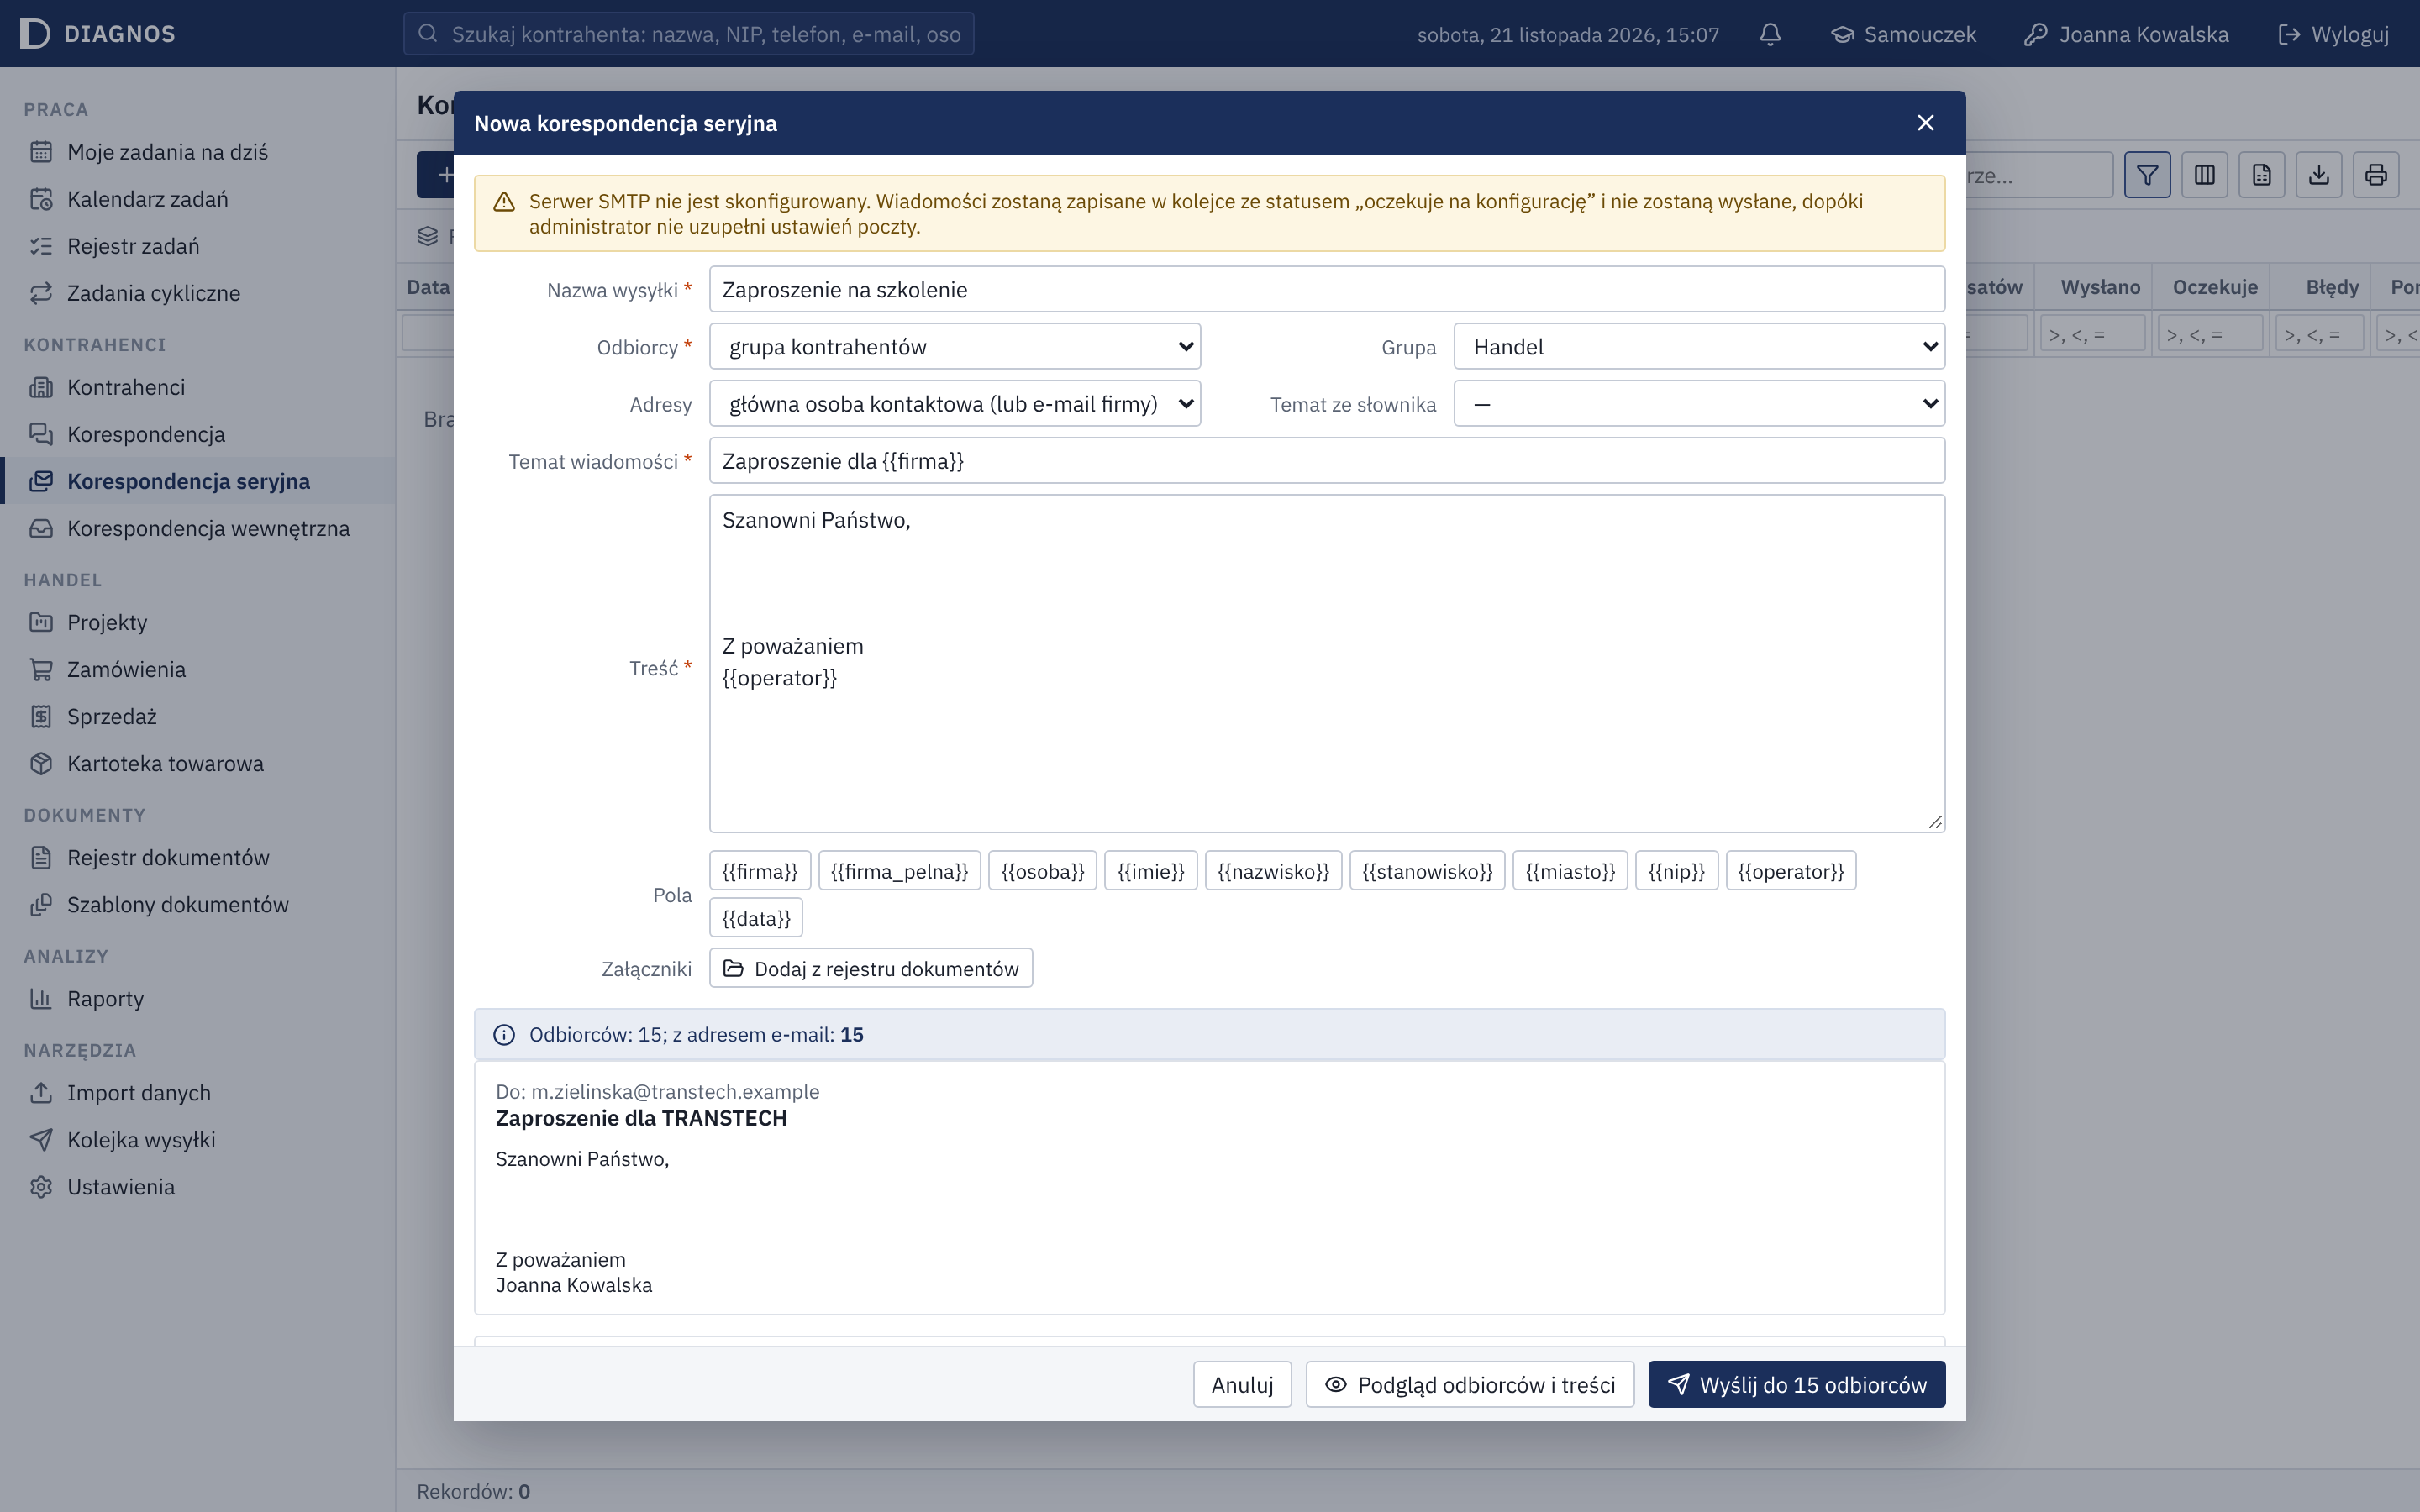 DIAGNOS
Szukaj kontrahenta: nazwa, NIP, telefon, e-mail, oso
sobota, 21 listopada 2026, 15:07
Samouczek
Joanna Kowalska
Wyloguj
PRACA
Moje zadania na dziś
Kalendarz zadań
Rejestr zadań
Zadania cykliczne
KONTRAHENCI
Kontrahenci
Korespondencja
Korespondencja seryjna
Korespondencja wewnętrzna
HANDEL
Projekty
Zamówienia
Sprzedaż
Kartoteka towarowa
DOKUMENTY
Rejestr dokumentów
Szablony dokumentów
ANALIZY
Raporty
NARZĘDZIA
Import danych
Kolejka wysyłki
Ustawienia
Data
Wysłano
Oczekuje
Błędy
>, <, =
>, <, =
>, <, =
Nowa korespondencja seryjna
Serwer SMTP nie jest skonfigurowany. Wiadomości zostaną zapisane w kolejce ze statusem „oczekuje na konfigurację” i nie zostaną wysłane, dopóki
administrator nie uzupełni ustawień poczty.
Nazwa wysyłki * Zaproszenie na szkolenie
Odbiorcy * grupa kontrahentów Grupa Handel
Adresy główna osoba kontaktowa (lub e-mail firmy) Temat ze słownika —
Temat wiadomości * Zaproszenie dla {{firma}}
Treść *
Szanowni Państwo,
Z poważaniem
{{operator}}
Pola
{{firma}} {{firma_pelna}} {{osoba}} {{imie}} {{nazwisko}} {{stanowisko}} {{miasto}} {{nip}} {{operator}}
{{data}}
Załączniki Dodaj z rejestru dokumentów
Odbiorców: 15; z adresem e-mail: 15
Do: m.zielinska@transtech.example
Zaproszenie dla TRANSTECH
Szanowni Państwo,
Z poważaniem
Joanna Kowalska
Anuluj
Podgląd odbiorców i treści
Wyślij do 15 odbiorców
Rekordów: 0